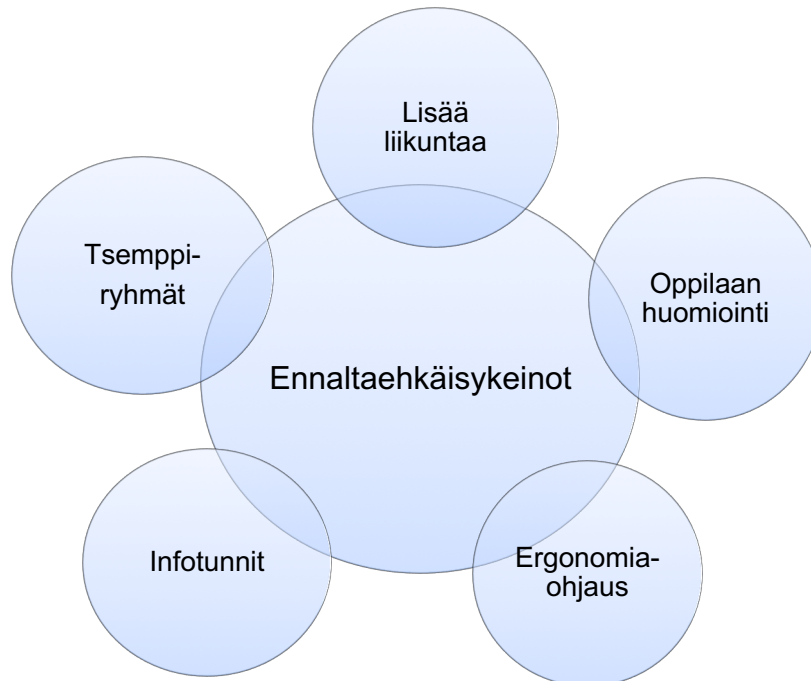 Lisää
liikuntaa
Tsemppi-
ryhmät
Oppilaan
huomiointi
Ennaltaehkäisykeinot
Infotunnit
Ergonomia-
ohjaus